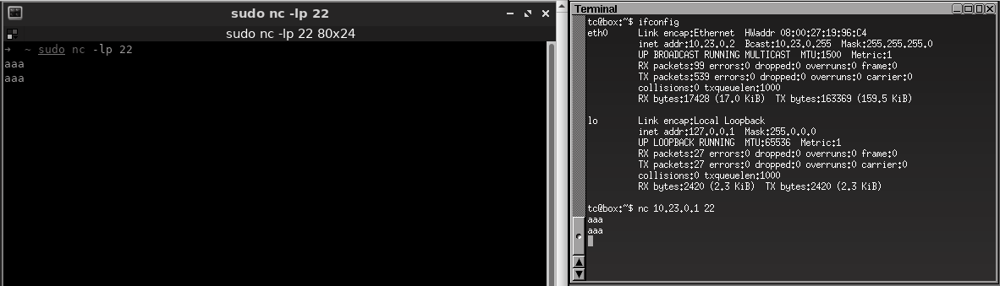 sudo nc -lp 22
sudo nc -lp 22 80x24
➜ ~ sudo nc -lp 22
aaa
aaa
Terminal
tc@box:~$ ifconfig
eth0 Link encap:Ethernet HWaddr 08:00:27:19:96:C4
inet addr:10.23.0.2 Bcast:10.23.0.255 Mask:255.255.255.0
UP BROADCAST RUNNING MULTICAST MTU:1500 Metric:1
RX packets:99 errors:0 dropped:0 overruns:0 frame:0
TX packets:539 errors:0 dropped:0 overruns:0 carrier:0
collisions:0 txqueuelen:1000
RX bytes:17428 (17.0 KiB) TX bytes:163369 (159.5 KiB)
lo Link encap:Local Loopback
inet addr:127.0.0.1 Mask:255.0.0.0
UP LOOPBACK RUNNING MTU:65536 Metric:1
RX packets:27 errors:0 dropped:0 overruns:0 frame:0
TX packets:27 errors:0 dropped:0 overruns:0 carrier:0
collisions:0 txqueuelen:1000
RX bytes:2420 (2.3 KiB) TX bytes:2420 (2.3 KiB)
tc@box:~$ nc 10.23.0.1 22
aaa
aaa